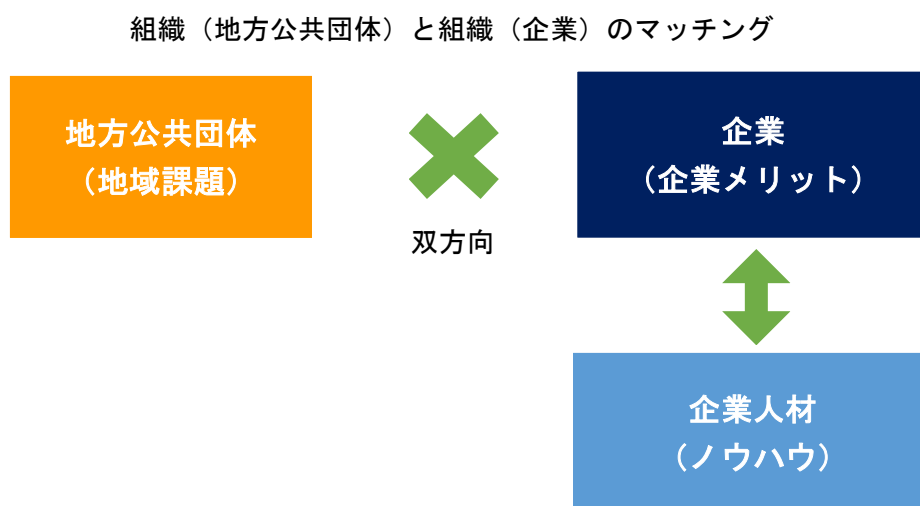 組織（地方公共団体）と組織（企業）のマッチング
地方公共団体
（地域課題）
双方向
企業
（企業メリット）
企業人材
（ノウハウ）